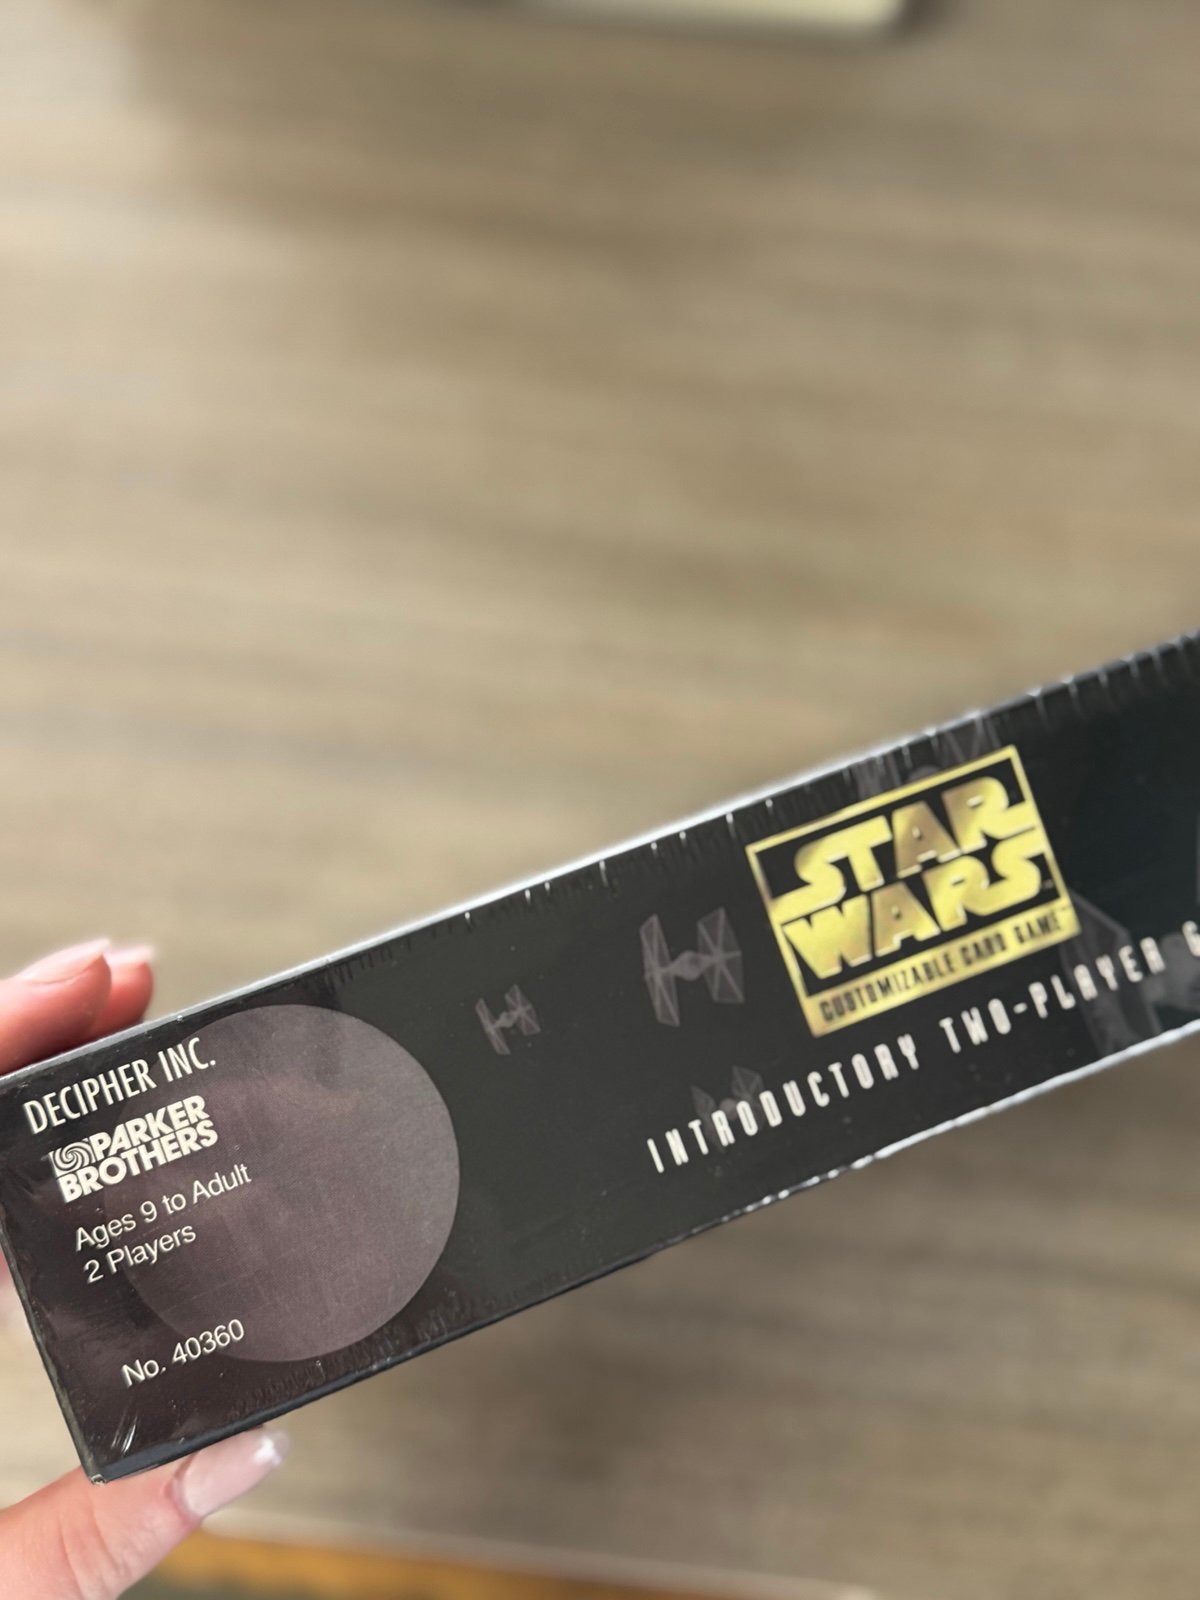 DECIPHER INC.
PARKER
BROTHERS
Ages 9 to Adult
2 Players
No. 40360
STAR
WARS
CUSTOMIZABLE CARD GAME™
INTRODUCTORY TWO-PLAYER G